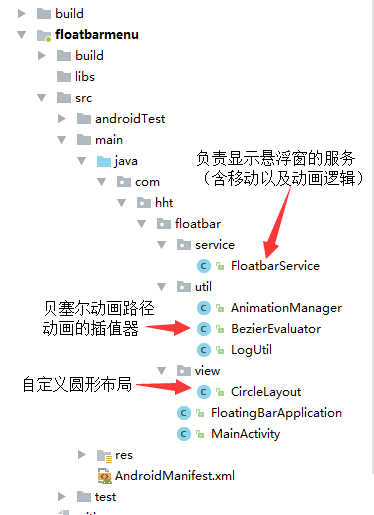 build
floatbarmenu
build
libs
src
androidTest
main
java
com
hht
floatbar
service
FloatbarService
util
AnimationManager
BezierEvaluator
LogUtil
view
CircleLayout
FloatingBarApplication
MainActivity
res
AndroidManifest.xml
test
负责显示悬浮窗的服务
（含移动以及动画逻辑）
贝塞尔动画路径
动画的插值器
自定义圆形布局